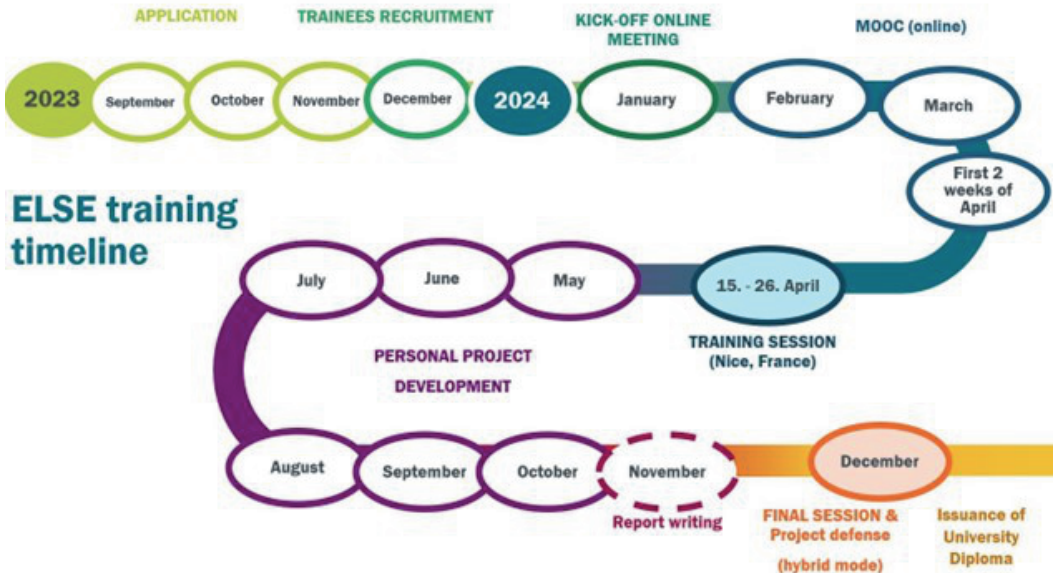 APPLICATION
TRAINEES RECRUITMENT
KICK-OFF ONLINE
MEETING
MOOC (online)
2023
September
October
November
December
2024
January
February
March
First 2
weeks of
April
ELSE training
timeline
July
June
May
15. - 26. April
TRAINING SESSION
(Nice, France)
PERSONAL PROJECT
DEVELOPMENT
August
September
October
November
December
Report writing
FINAL SESSION &
Project defense
(hybrid mode)
Issuance of
University
Diploma